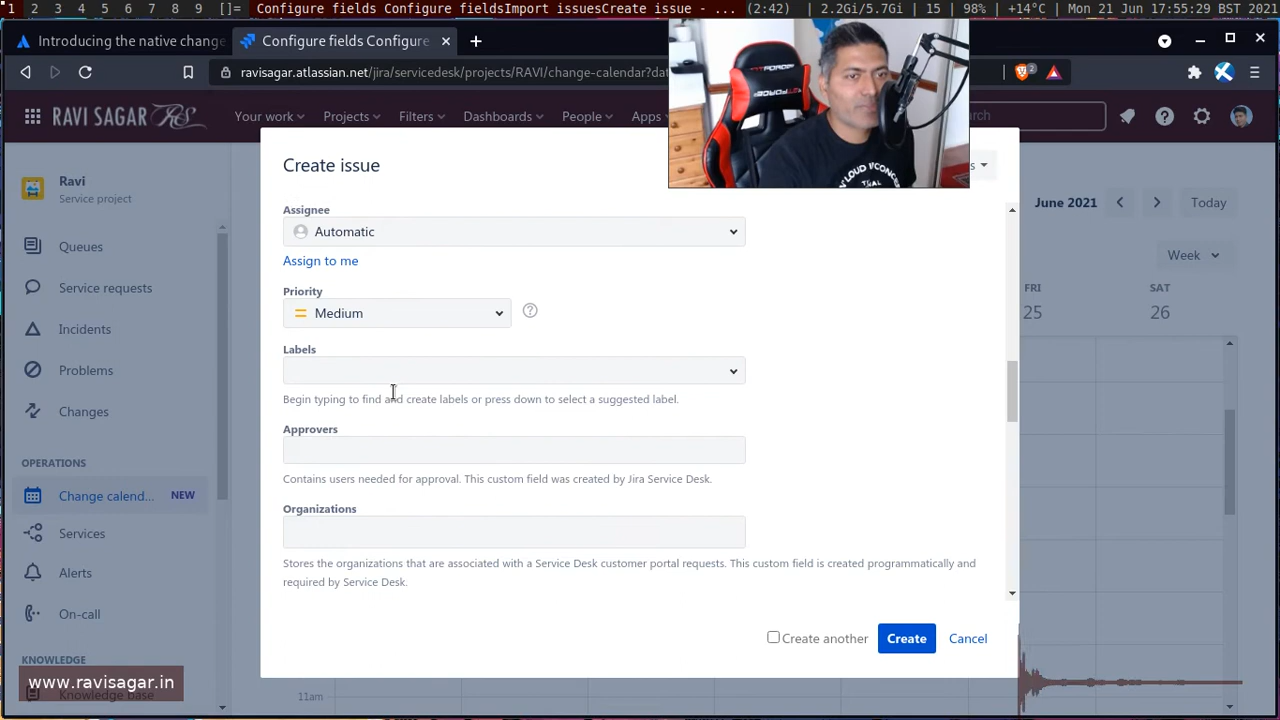 1 2 3 4 5 6 7 8 9 []= Configure fields Configure fieldsImport issuesCreate issue - ... (2:42) | 2.2Gi/5.7Gi | 15 | 98% | +14°C | Mon 21 Jun 17:55:29 BST 2021
Introducing the native change
Configure fields Configure
ravisagar.atlassian.net/jira/servicedesk/projects/RAVI/change-calendar?dat
2
RAVI SAGAR RS
Your work
Projects
Filters
Dashboards
People
Apps
rch
Ravi
Service project
Queues
Service requests
Incidents
Problems
Changes
OPERATIONS
Change calend... NEW
Services
Alerts
On-call
KNOWLEDGE
Knowledge base
www.ravisagar.in
Create issue
s
Assignee
Automatic
Assign to me
Priority
Medium
Labels
Begin typing to find and create labels or press down to select a suggested label.
Approvers
Contains users needed for approval. This custom field was created by Jira Service Desk.
Organizations
Stores the organizations that are associated with a Service Desk customer portal requests. This custom field is created programmatically and
required by Service Desk.
Create another
Create
Cancel
June 2021
Today
Week
FRI
25
SAT
26
11am